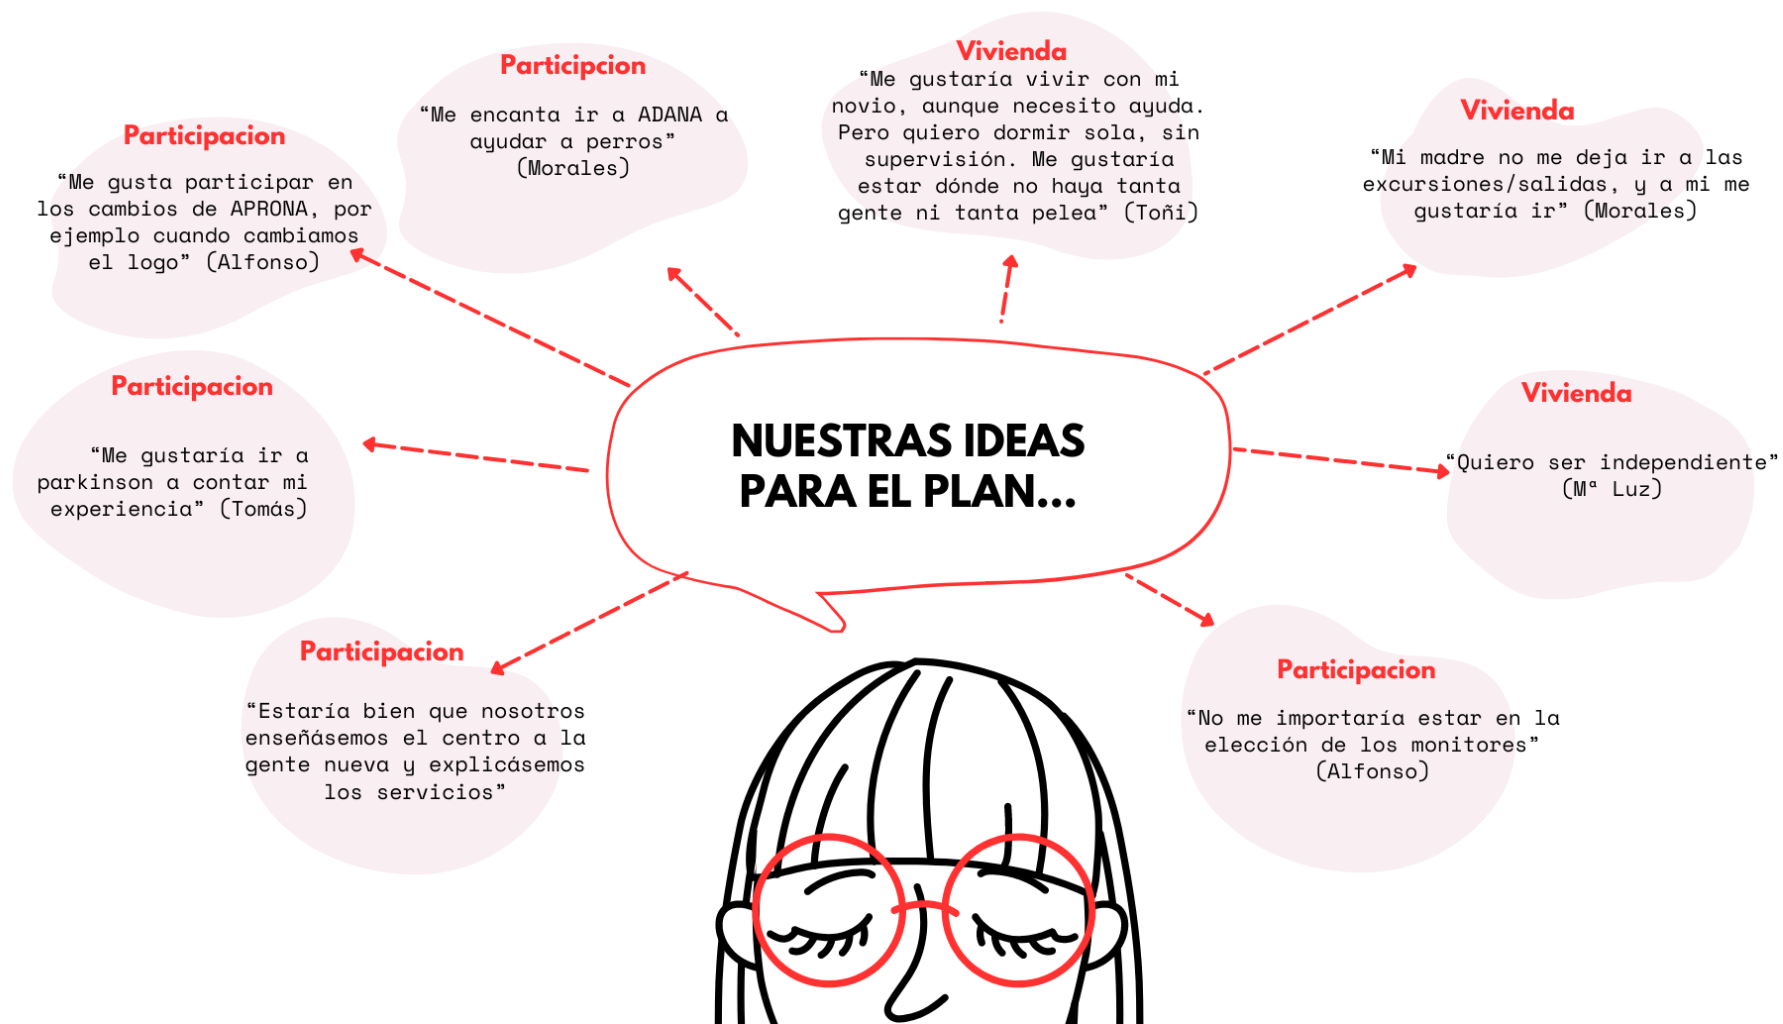 Participacion
“Me gusta participar en
los cambios de APRONA, por
ejemplo cuando cambiamos
el logo” (Alfonso)
Participcion
“Me encanta ir a ADANA a
ayudar a perros”
(Morales)
Vivienda
“Me gustaría vivir con mi
novio, aunque necesito ayuda.
Pero quiero dormir sola, sin
supervisión. Me gustaría
estar dónde no haya tanta
gente ni tanta pelea” (Toñi)
Vivienda
“Mi madre no me deja ir a las
excursiones/salidas, y a mi me
gustaría ir” (Morales)
Participacion
“Me gustaría ir a
parkinson a contar mi
experiencia” (Tomás)
NUESTRAS IDEAS
PARA EL PLAN...
Vivienda
“Quiero ser independiente”
(Mª Luz)
Participacion
“Estaría bien que nosotros
enseñásemos el centro a la
gente nueva y explicásemos
los servicios”
Participacion
“No me importaría estar en la
elección de los monitores”
(Alfonso)